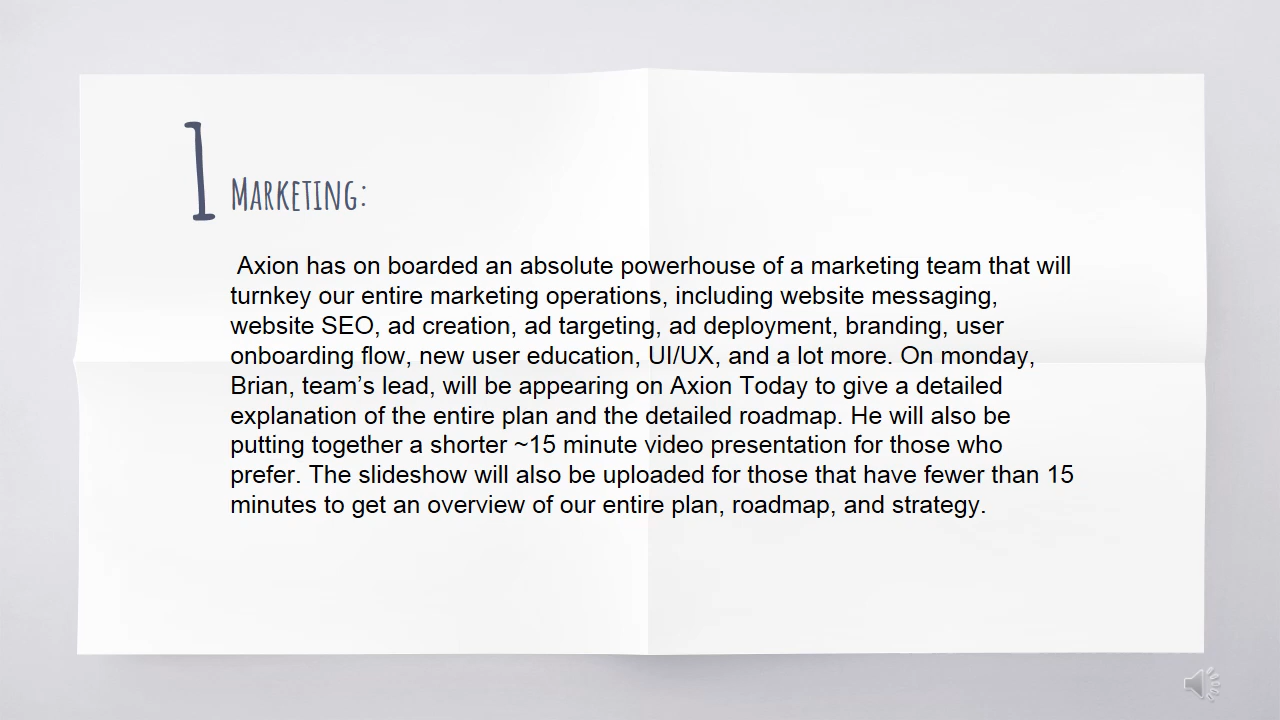 1 Marketing:
Axion has on boarded an absolute powerhouse of a marketing team that will
turnkey our entire marketing operations, including website messaging,
website SEO, ad creation, ad targeting, ad deployment, branding, user
onboarding flow, new user education, UI/UX, and a lot more. On monday,
Brian, team’s lead, will be appearing on Axion Today to give a detailed
explanation of the entire plan and the detailed roadmap. He will also be
putting together a shorter ~15 minute video presentation for those who
prefer. The slideshow will also be uploaded for those that have fewer than 15
minutes to get an overview of our entire plan, roadmap, and strategy.